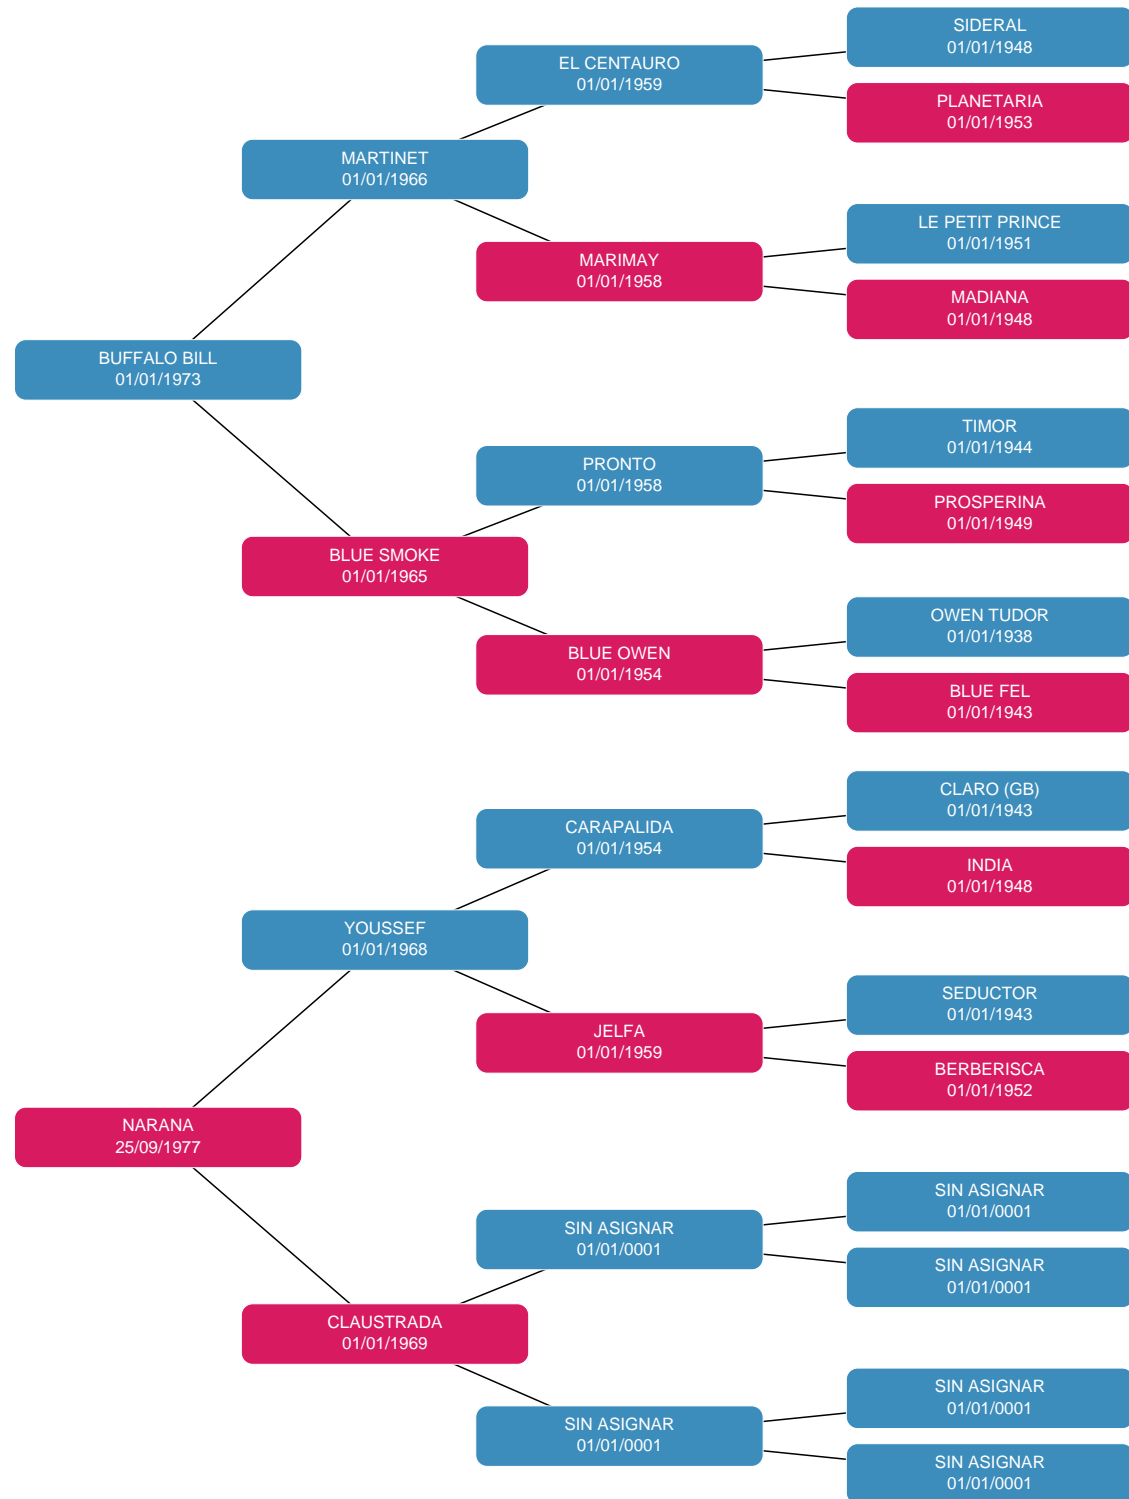 SIDERAL
01/01/1948
EL CENTAURO
01/01/1959
PLANETARIA
01/01/1953
MARTINET
01/01/1966
LE PETIT PRINCE
01/01/1951
MARIMAY
01/01/1958
MADIANA
01/01/1948
BUFFALO BILL
01/01/1973
TIMOR
01/01/1944
PRONTO
01/01/1958
PROSPERINA
01/01/1949
BLUE SMOKE
01/01/1965
OWEN TUDOR
01/01/1938
BLUE OWEN
01/01/1954
BLUE FEL
01/01/1943
CLARO (GB)
01/01/1943
CARAPALIDA
01/01/1954
INDIA
01/01/1948
YOUSSEF
01/01/1968
SEDUCTOR
01/01/1943
JELFA
01/01/1959
BERBERISCA
01/01/1952
NARANA
25/09/1977
SIN ASIGNAR
01/01/0001
SIN ASIGNAR
01/01/0001
SIN ASIGNAR
01/01/0001
CLAUSTRADA
01/01/1969
SIN ASIGNAR
01/01/0001
SIN ASIGNAR
01/01/0001
SIN ASIGNAR
01/01/0001